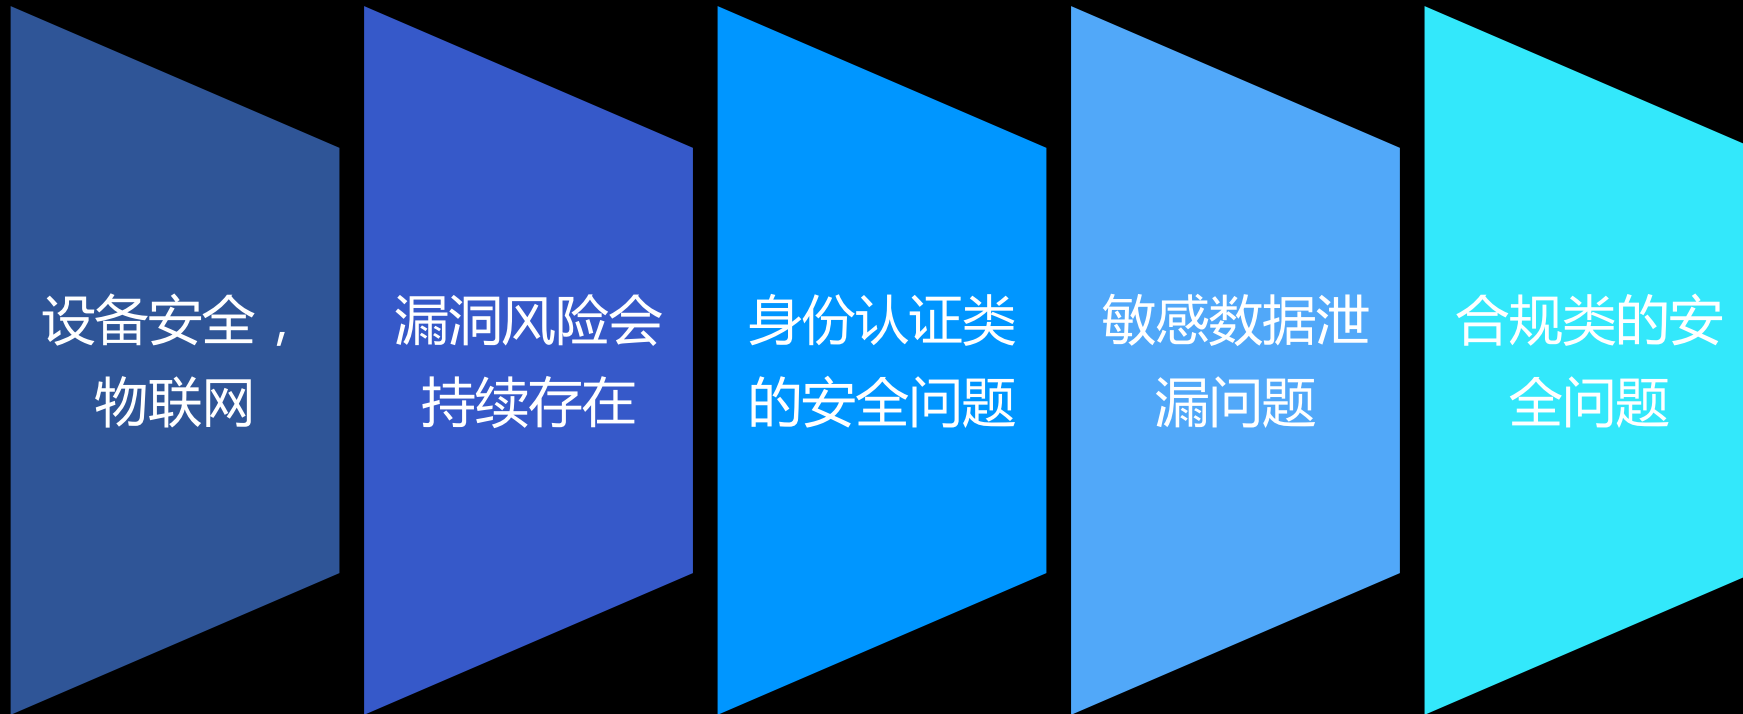 设备安全，
物联网
漏洞风险会
持续存在
身份认证类
的安全问题
敏感数据泄
漏问题
合规类的安
全问题